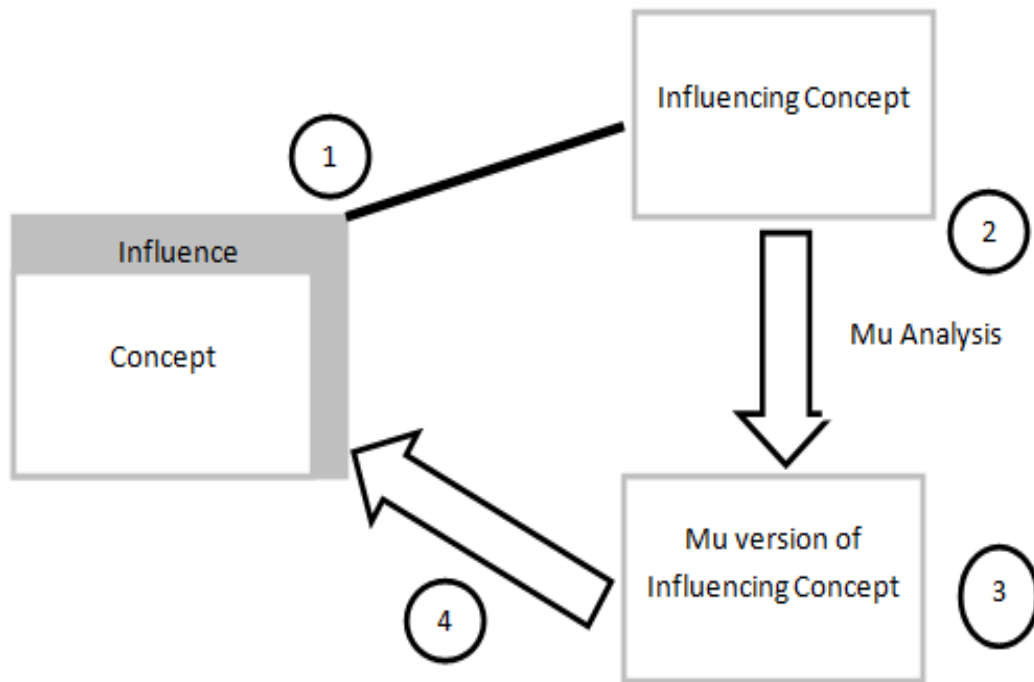 Influencing Concept
1
2
Influence
Mu Analysis
Concept
Mu version of
Influencing Concept
3
4